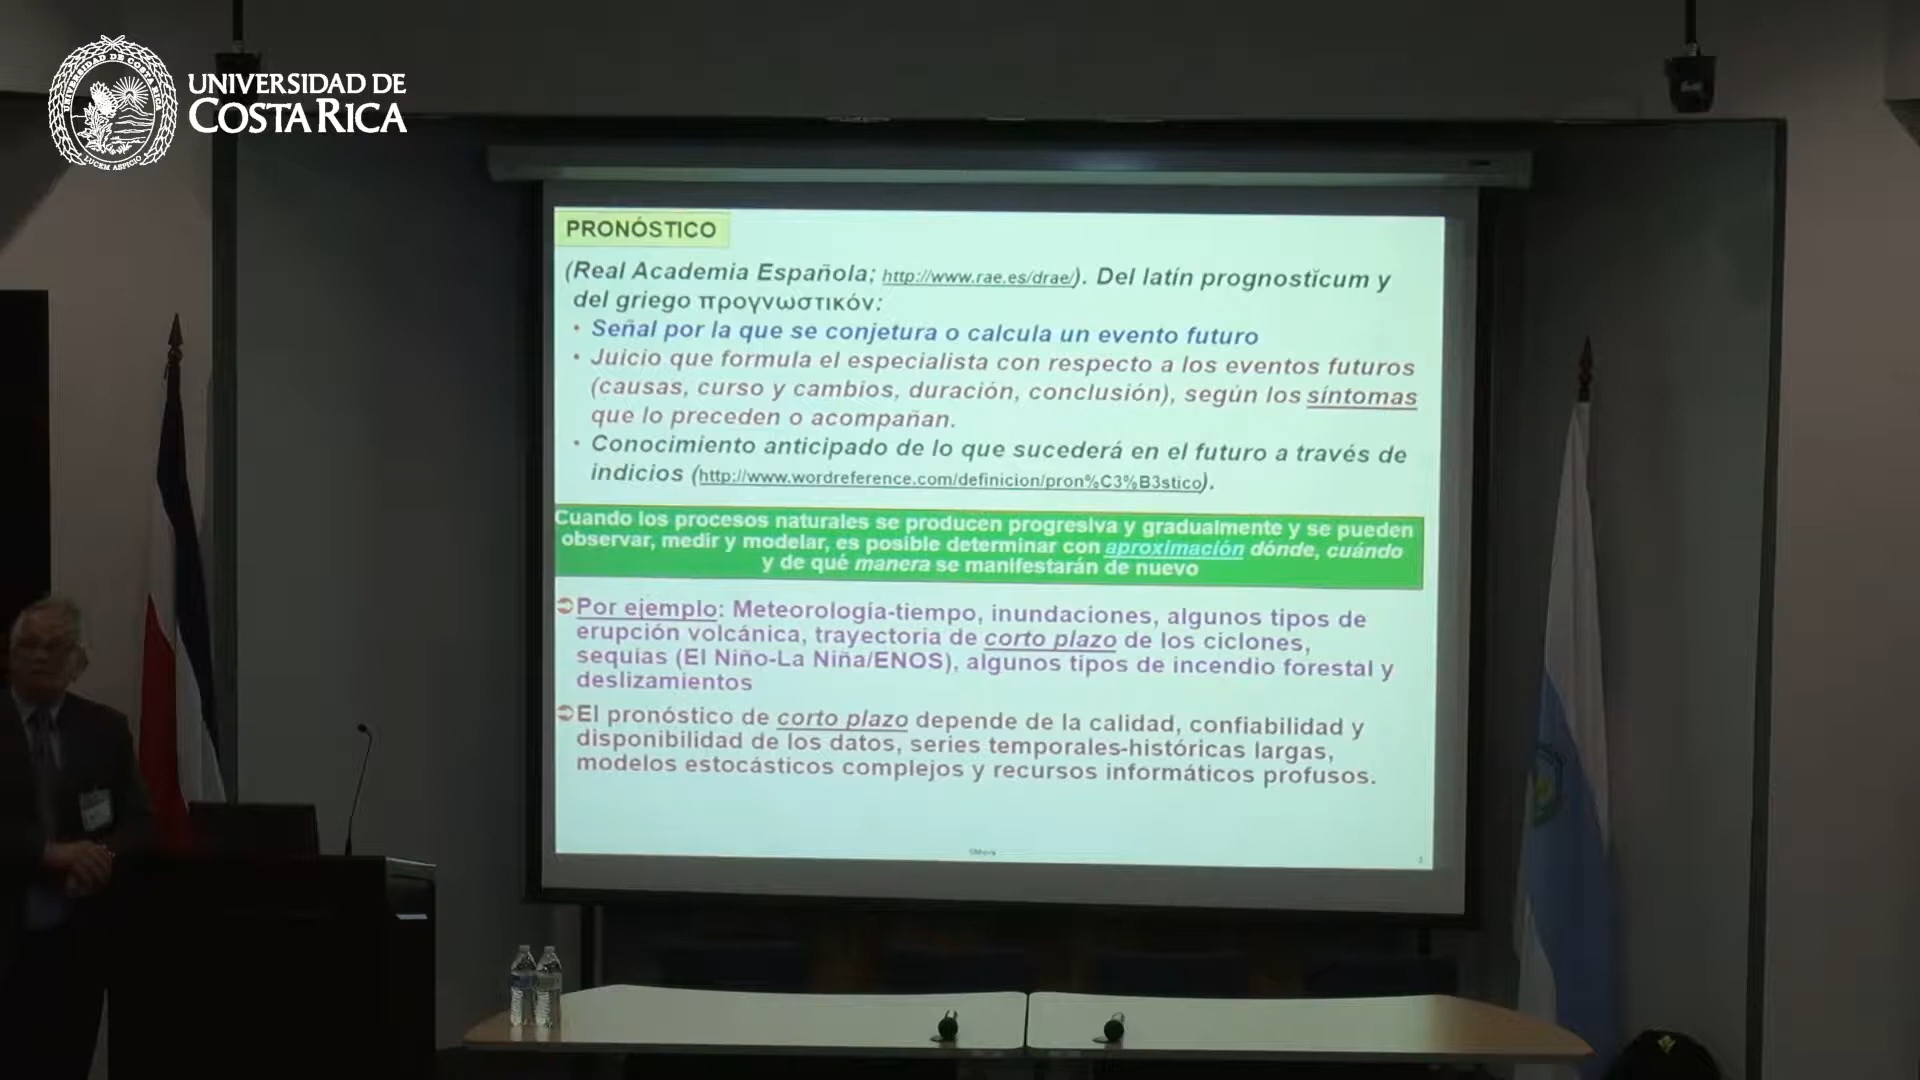 UNIVERSIDAD DE COSTA RICA
LUCEM ASPICIO
UNIVERSIDAD DE
COSTA RICA
PRONÓSTICO
(Real Academia Española; http://www.rae.es/drae/). Del latín prognostĭcum y
del griego προγνωστικόν:
• Señal por la que se conjetura o calcula un evento futuro
• Juicio que formula el especialista con respecto a los eventos futuros
(causas, curso y cambios, duración, conclusión), según los síntomas
que lo preceden o acompañan.
• Conocimiento anticipado de lo que sucederá en el futuro a través de
indicios (http://www.wordreference.com/definicion/pron%C3%B3stico).
Cuando los procesos naturales se producen progresiva y gradualmente y se pueden
observar, medir y modelar, es posible determinar con aproximación dónde, cuándo
y de qué manera se manifestarán de nuevo
Por ejemplo: Meteorología-tiempo, inundaciones, algunos tipos de
erupción volcánica, trayectoria de corto plazo de los ciclones,
sequías (El Niño-La Niña/ENOS), algunos tipos de incendio forestal y
deslizamientos
El pronóstico de corto plazo depende de la calidad, confiabilidad y
disponibilidad de los datos, series temporales-históricas largas,
modelos estocásticos complejos y recursos informáticos profusos.